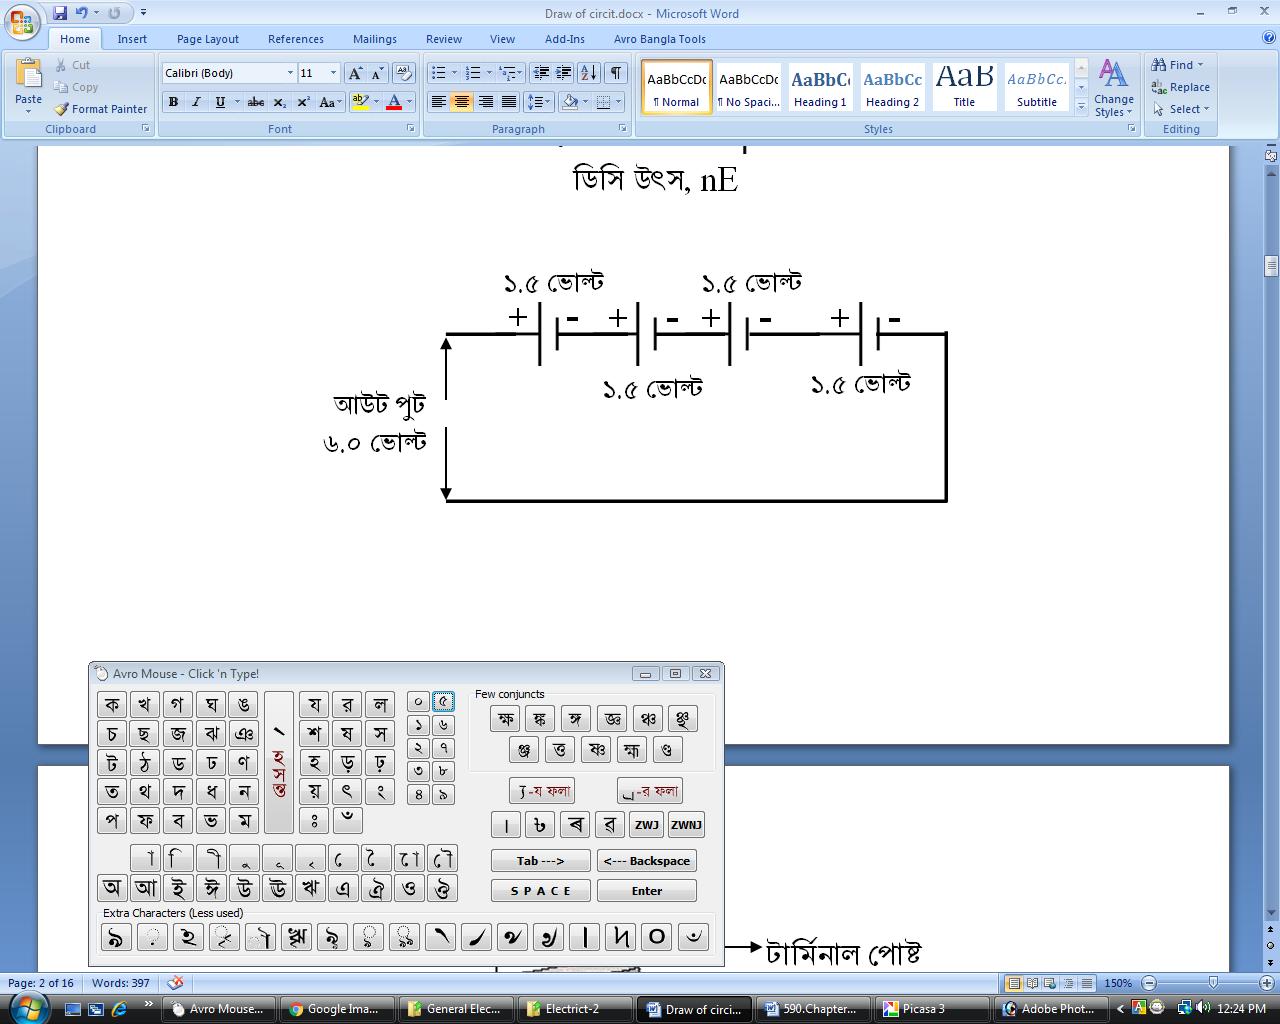 Draw of circit.docx - Microsoft Word
Home Insert Page Layout References Mailings Review View Add-Ins Avro Bangla Tools
Paste
Cut
Copy
Format Painter
Clipboard
Calibri (Body) 11
B I U abc x₂ x² Aa
Font
Paragraph
AaBbCcDc AaBbCcDc AaBbCc AaBbCc AaB AaBbCc.
¶ Normal ¶ No Spaci... Heading 1 Heading 2 Title Subtitle
Change Styles
Styles
Find
Replace
Select
Editing
ডিসি উৎস, nE
১.৫ ভোল্ট ১.৫ ভোল্ট
+ - + - + - + -
১.৫ ভোল্ট ১.৫ ভোল্ট
আউট পুট
৬.০ ভোল্ট
Avro Mouse - Click 'n Type!
ক খ গ ঘ ঙ য র ল ০ ৫
চ ছ জ ঝ ঞ শ ষ স ১ ৬
ট ঠ ড ঢ ণ হ ড় ঢ় ২ ৭
ত থ দ ধ ন য় ৎ ং ৩ ৮
প ফ ব ভ ম ঃ ঁ ৪ ৯
হসন্ত
া ি ী ু ূ ৃ ে ৈ ো ৌ
অ আ ই ঈ উ ঊ ঋ এ ঐ ও ঔ
Few conjuncts
ক্ষ ঙ্ক ঙ্গ জ্ঞ ঞ্চ ঞ্ছ
ঞ্জ ত্ত ষ্ণ হ্ম ণ্ড
্য -য ফলা ্র -র ফলা
। ৳ ৰ ৱ ZWJ ZWNJ
Tab ---> <--- Backspace
S P A C E Enter
Extra Characters (Less used)
টার্মিনাল পোষ্ট
Page: 2 of 16 Words: 397 150%
Avro Mouse... Google Ima... General Elec... Electrict-2 Draw of circi... 590.Chapter... Picasa 3 Adobe Phot... 12:24 PM